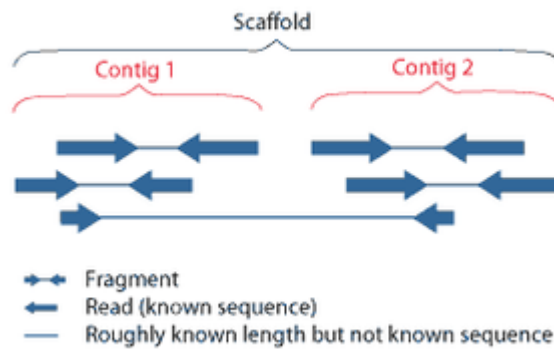 Scaffold
Contig 1
Contig 2
Fragment
Read (known sequence)
Roughly known length but not known sequence